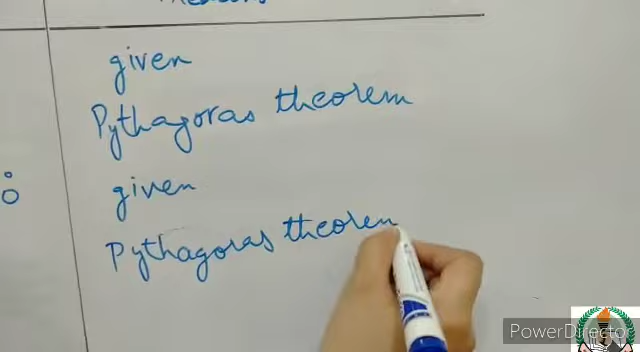 given
Pythagoras theorem
given
Pythagoras theorem
PowerDirector